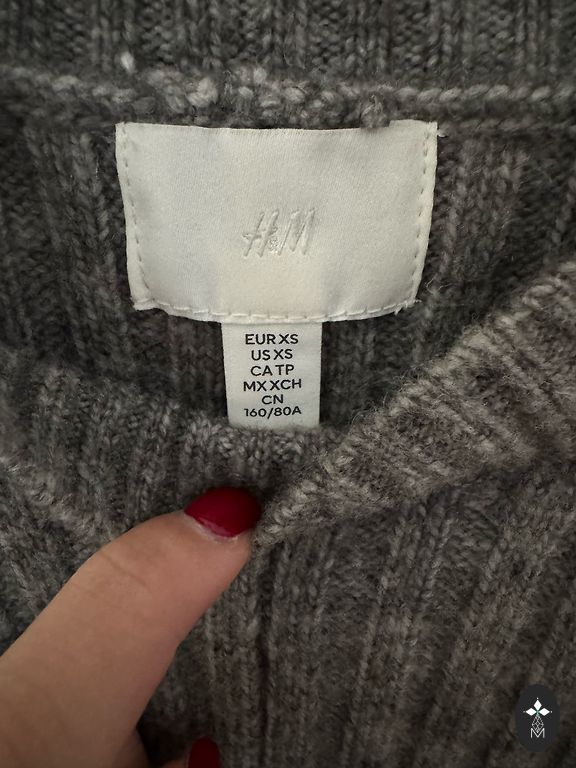 H&M
EUR XS
US XS
CA TP
MX XCH
CN
160/80A
M